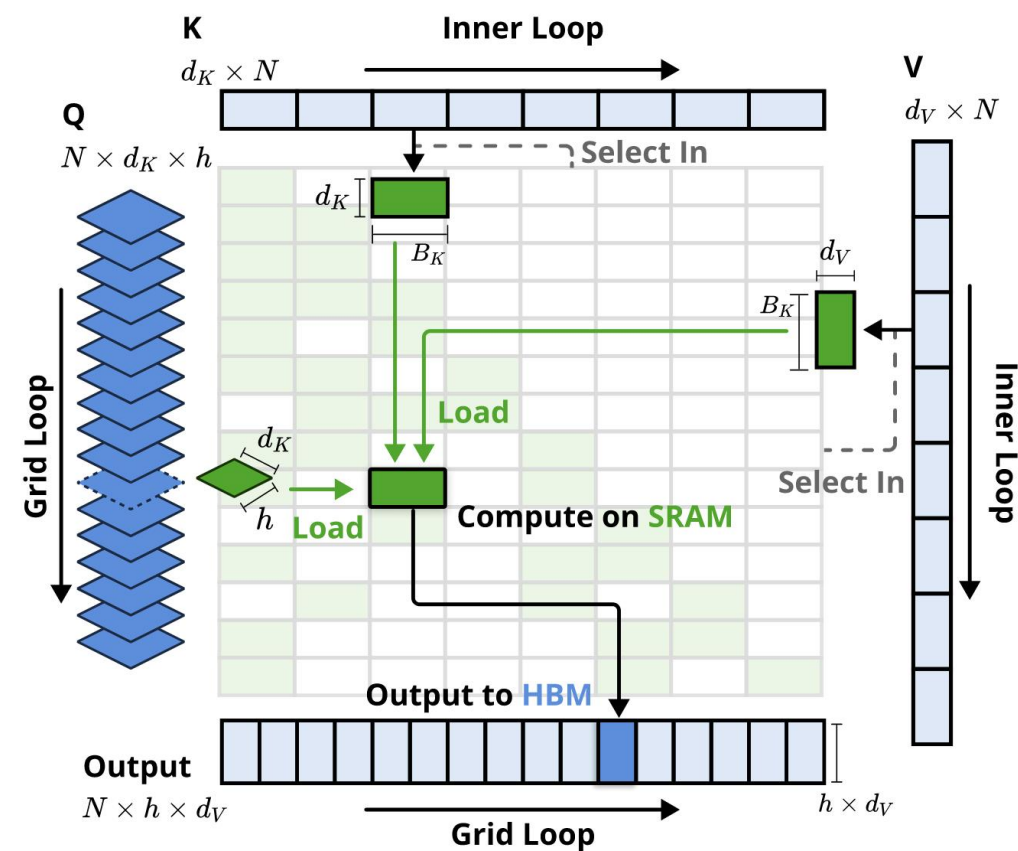 K
Inner Loop
V
d_K × N
d_V × N
Q
N × d_K × h
Select In
d_K
B_K
d_V
B_K
Grid Loop
Inner Loop
Load
d_K
h
Load
Select In
Compute on SRAM
Output to HBM
Output
N × h × d_V
h × d_V
Grid Loop